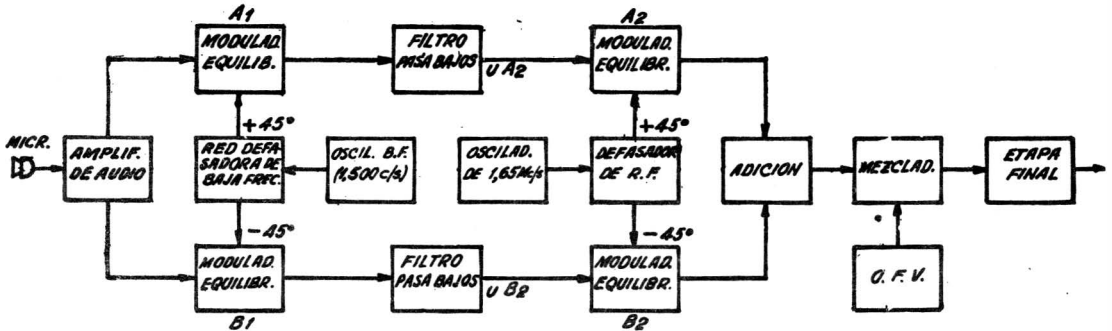 A1
MODULAD.
EQUILIB.
FILTRO
PASA BAJOS
U A2
A2
MODULAD.
EQUILIBR.
+45°
+45°
MICR.
AMPLIF.
DE AUDIO
RED DEFA-
SADORA DE
BAJA FREC.
OSCIL. B.F.
(1,500 c/s)
OSCILAD.
DE 1,65 Mc/s
DEFASADOR
DE R.F.
ADICION
MEZCLAD.
ETAPA
FINAL
-45°
-45°
MODULAD.
EQUILIBR.
B1
FILTRO
PASA BAJOS
U B2
MODULAD.
EQUILIBR.
B2
O.F.V.